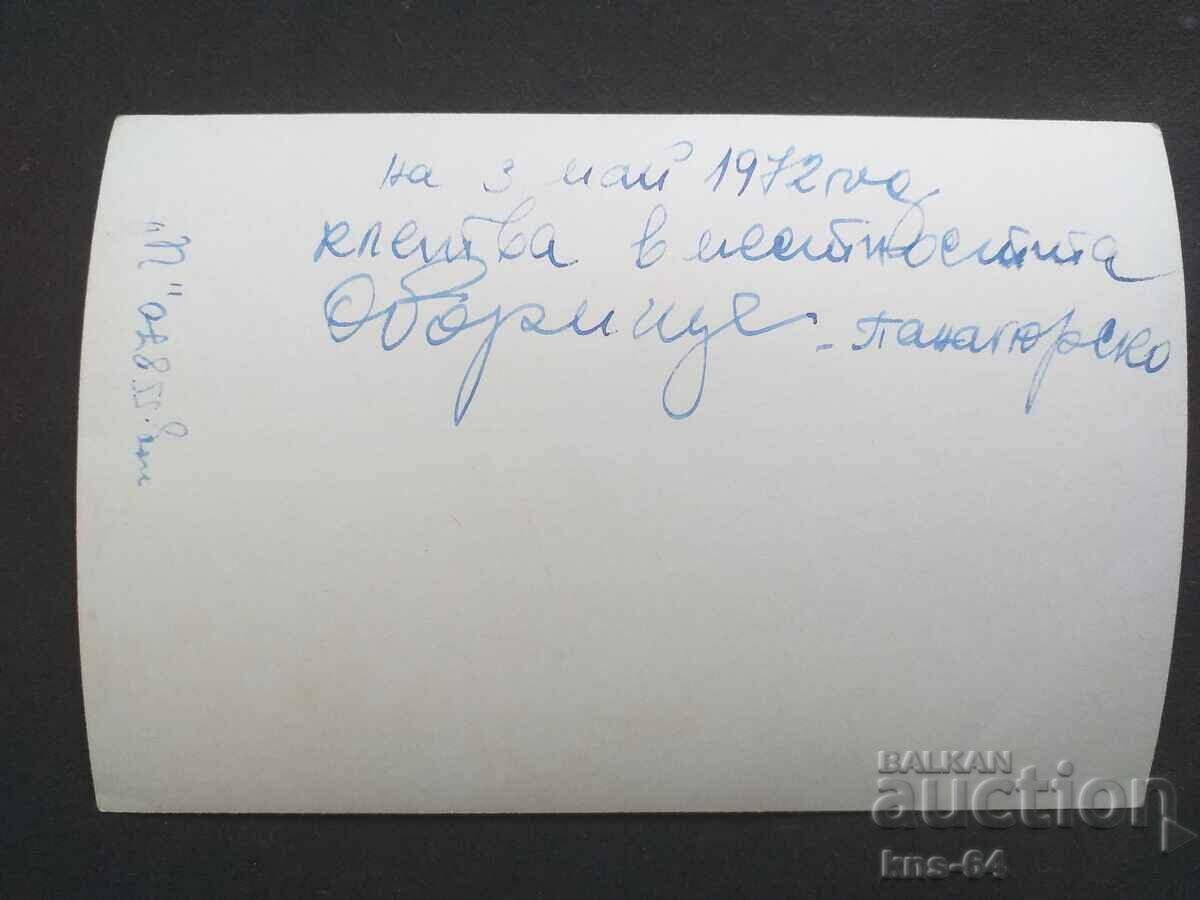 на 3 май 1972 год
клетва в местността
Оборище - Панагюрско
BALKAN
auction
kns-64